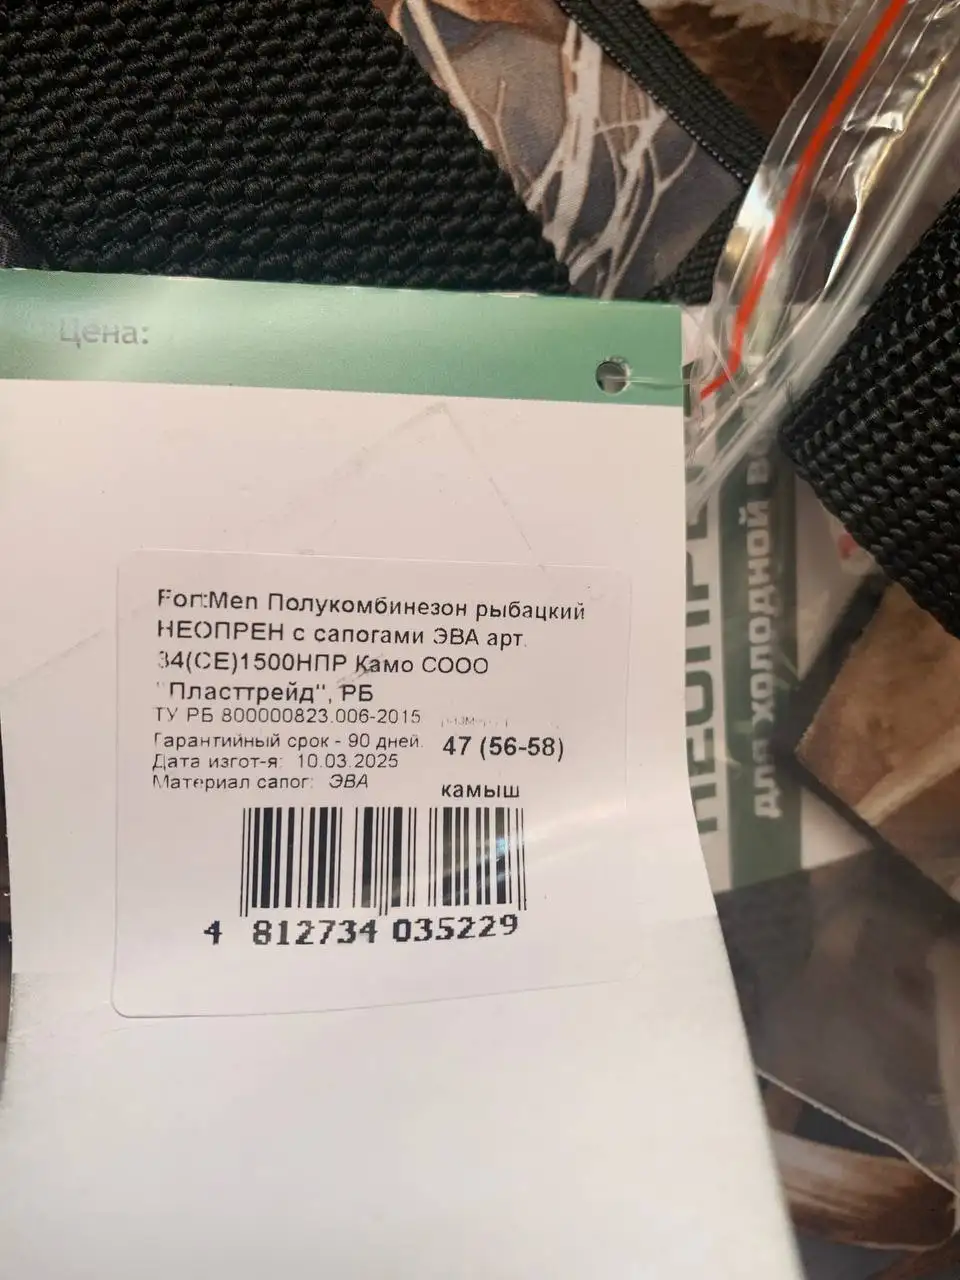 Цена:
FortMen Полукомбинезон рыбацкий
НЕОПРЕН с сапогами ЭВА арт.
34(СЕ)1500НПР Камо СООО
"Пласттрейд", РБ
ТУ РБ 800000823.006-2015
Гарантийный срок - 90 дней.
47 (56-58)
Дата изгот-я: 10.03.2025
Материал сапог: ЭВА
камыш
4 812734 035229
для холодной